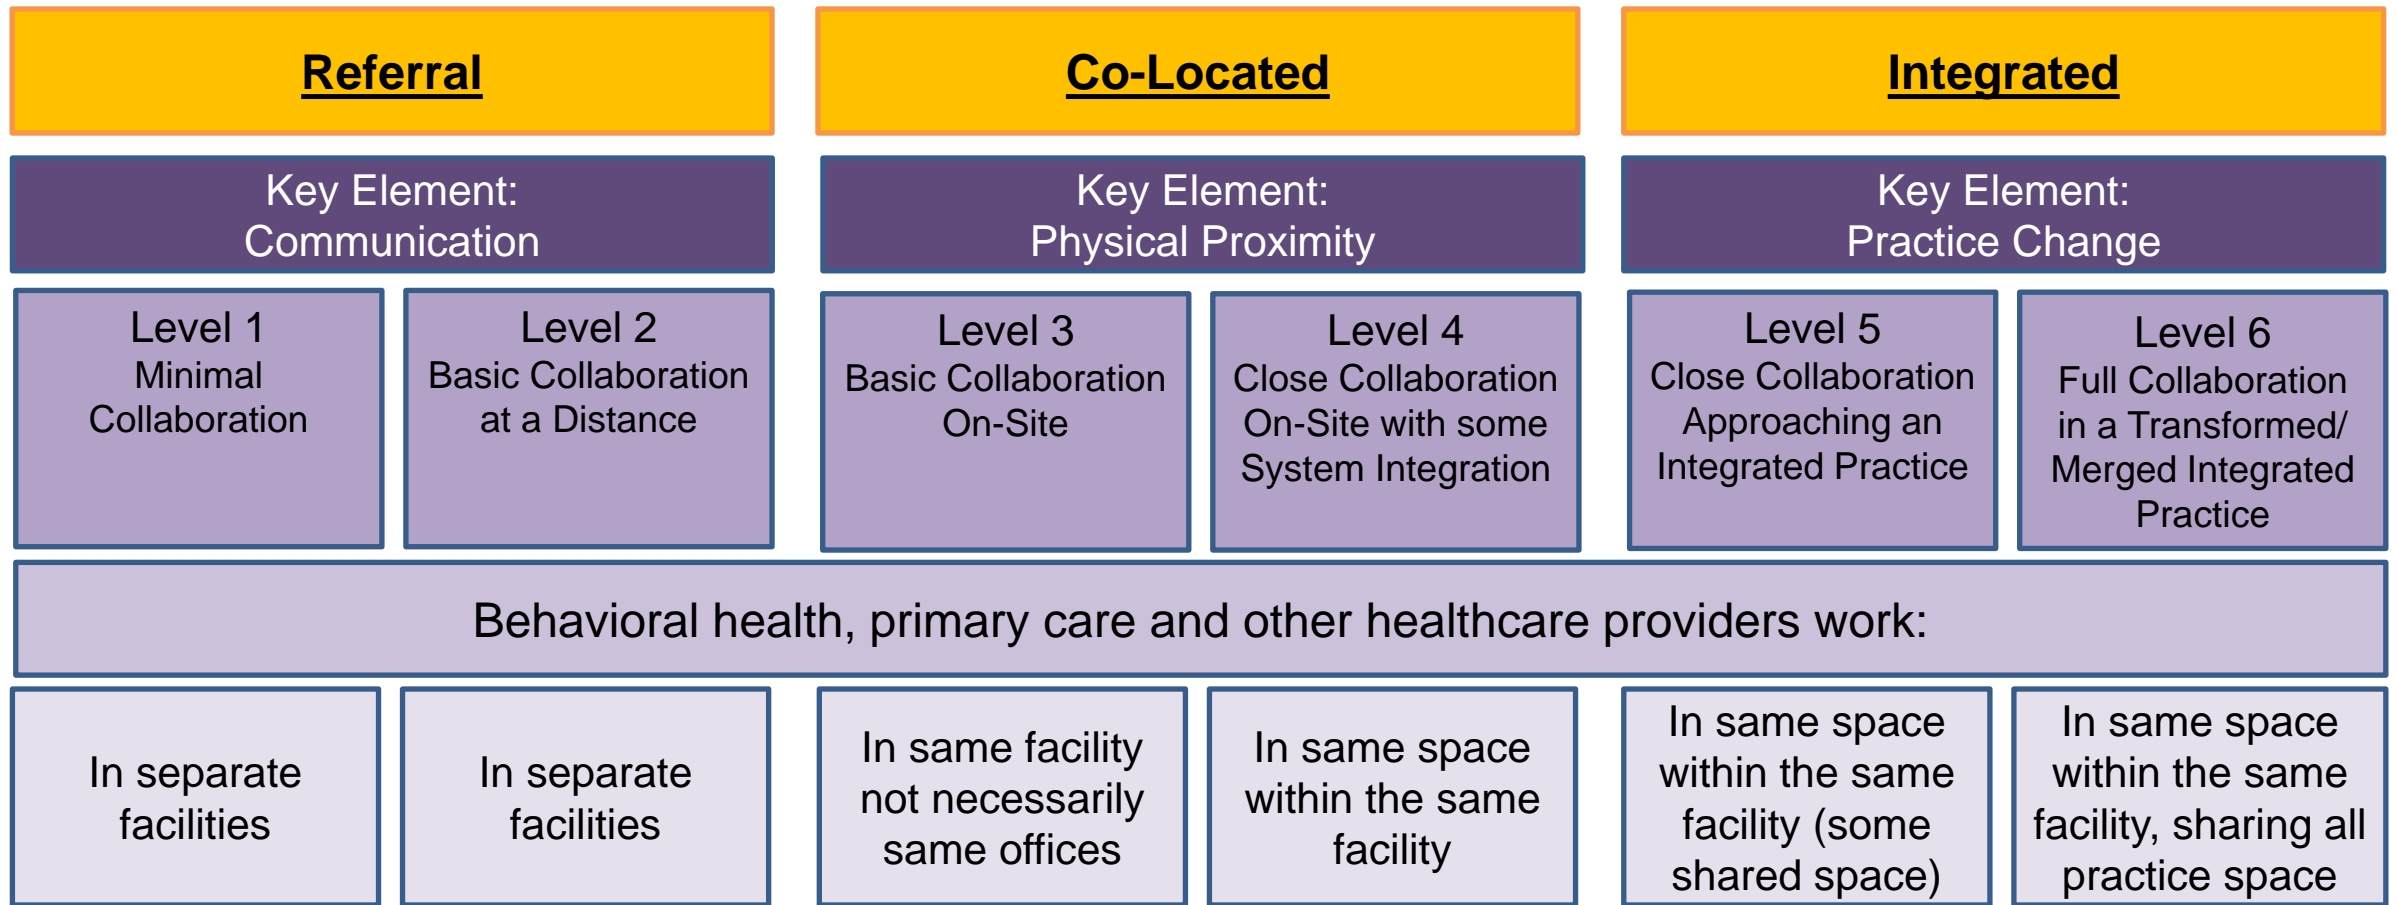 Referral
Co-Located
Integrated
Key Element:
Communication
Key Element:
Physical Proximity
Key Element:
Practice Change
Level 1
Minimal
Collaboration
Level 2
Basic Collaboration
at a Distance
Level 3
Basic Collaboration
On-Site
Level 4
Close Collaboration
On-Site with some
System Integration
Level 5
Close Collaboration
Approaching an
Integrated Practice
Level 6
Full Collaboration
in a Transformed/
Merged Integrated
Practice
Behavioral health, primary care and other healthcare providers work:
In separate
facilities
In separate
facilities
In same facility
not necessarily
same offices
In same space
within the same
facility
In same space
within the same
facility (some
shared space)
In same space
within the same
facility, sharing all
practice space